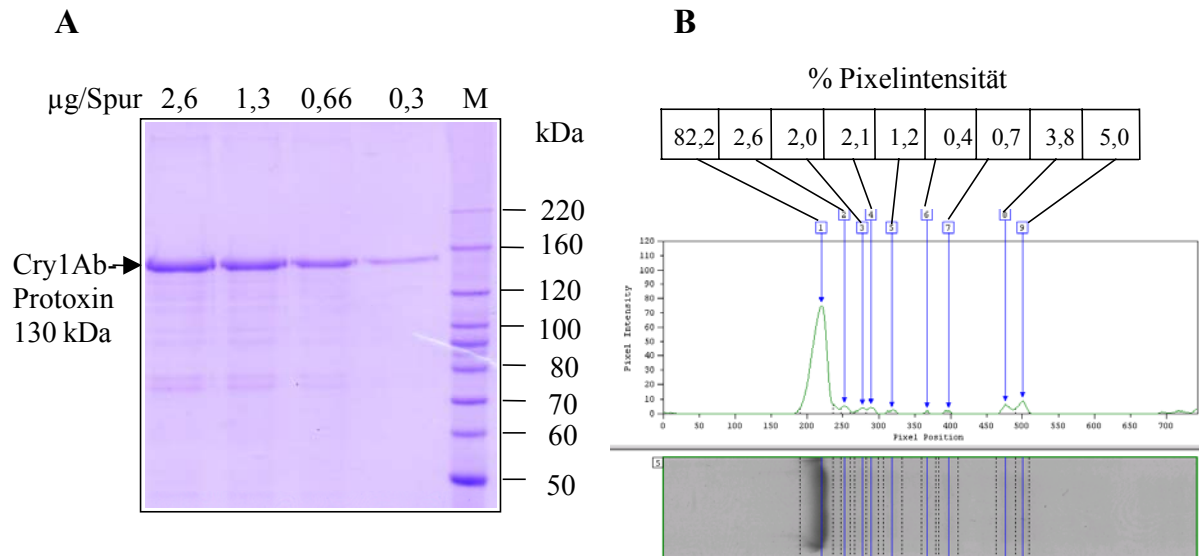 A
µg/Spur 2,6 1,3 0,66 0,3 M
kDa
220
160
Cry1Ab-
Protoxin
130 kDa
120
100
80
70
60
50
B
% Pixelintensität
82,2 2,6 2,0 2,1 1,2 0,4 0,7 3,8 5,0
2 4 6 8
1 3 5 7 9
Pixel Intensity
120
110
100
90
80
70
60
50
40
30
20
10
0
0 50 100 150 200 250 300 350 400 450 500 550 600 650 700
Pixel Position
5